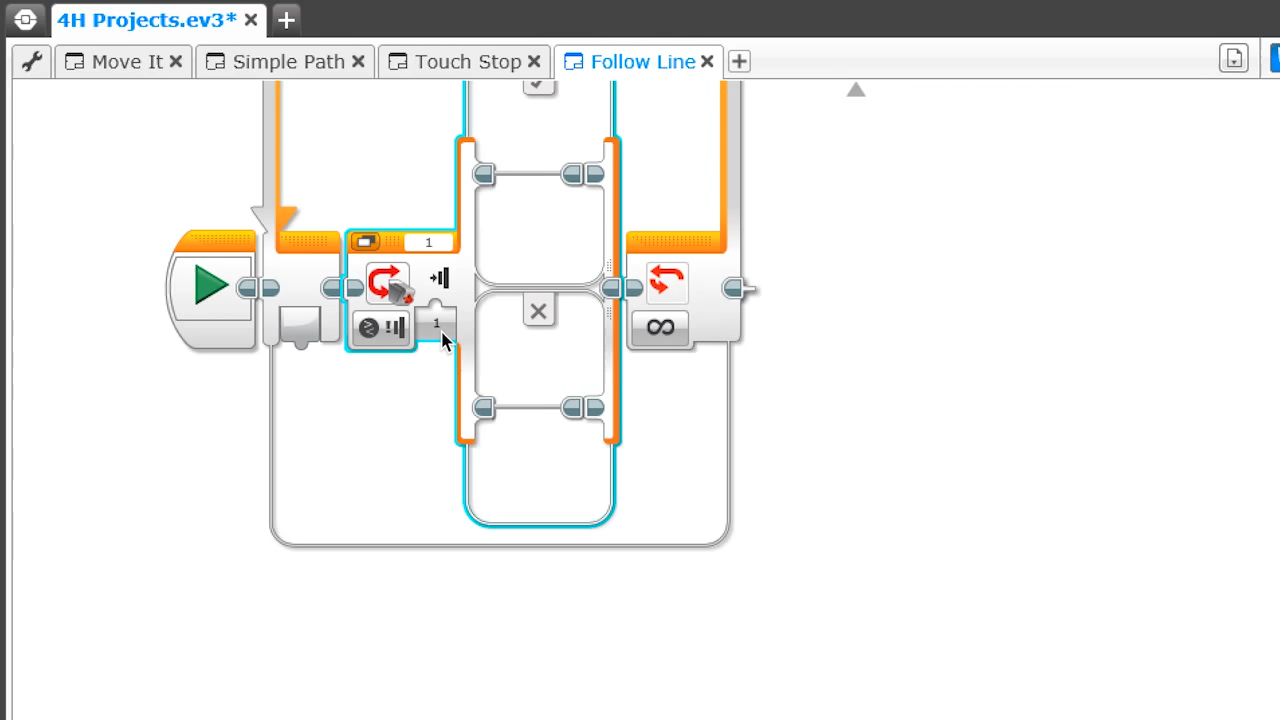 4H Projects.ev3*
Move It
Simple Path
Touch Stop
Follow Line
1
1
∞